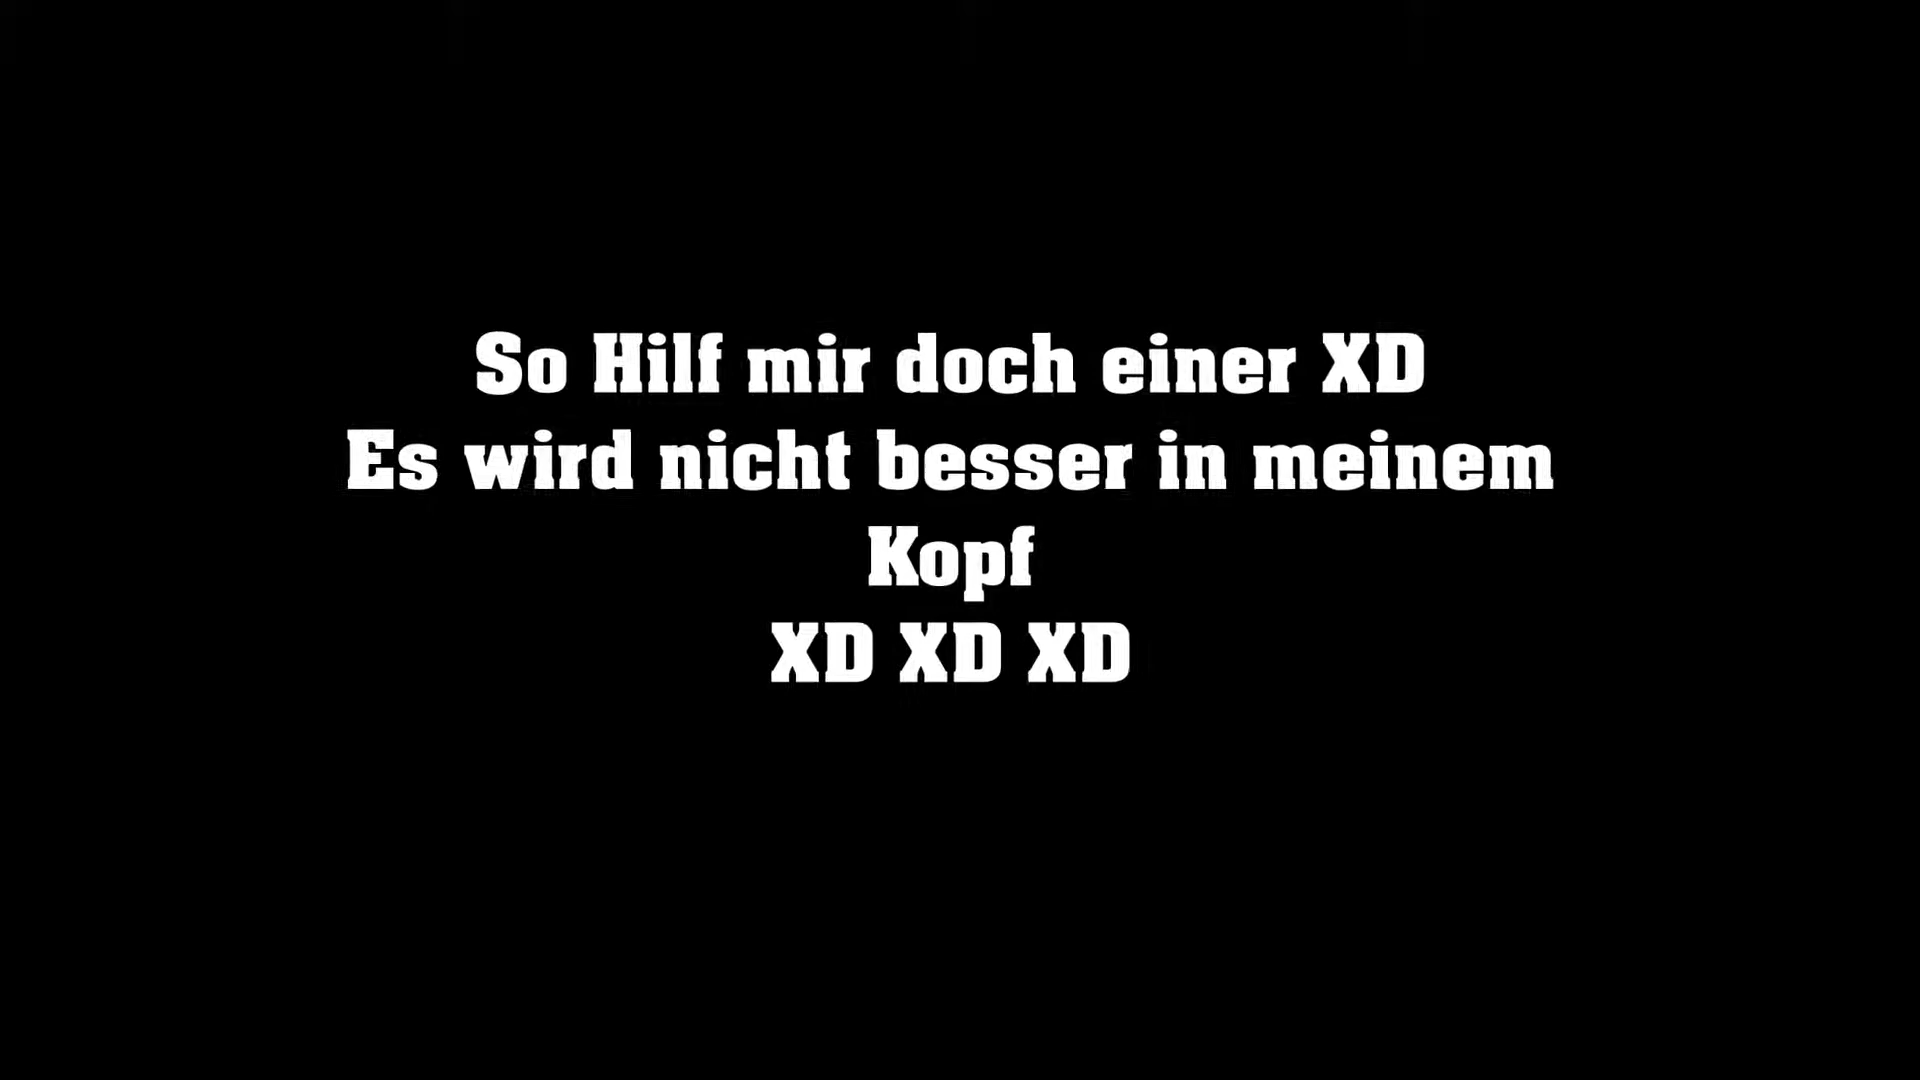 So Hilf mir doch einer XD
Es wird nicht besser in meinem
Kopf
XD XD XD